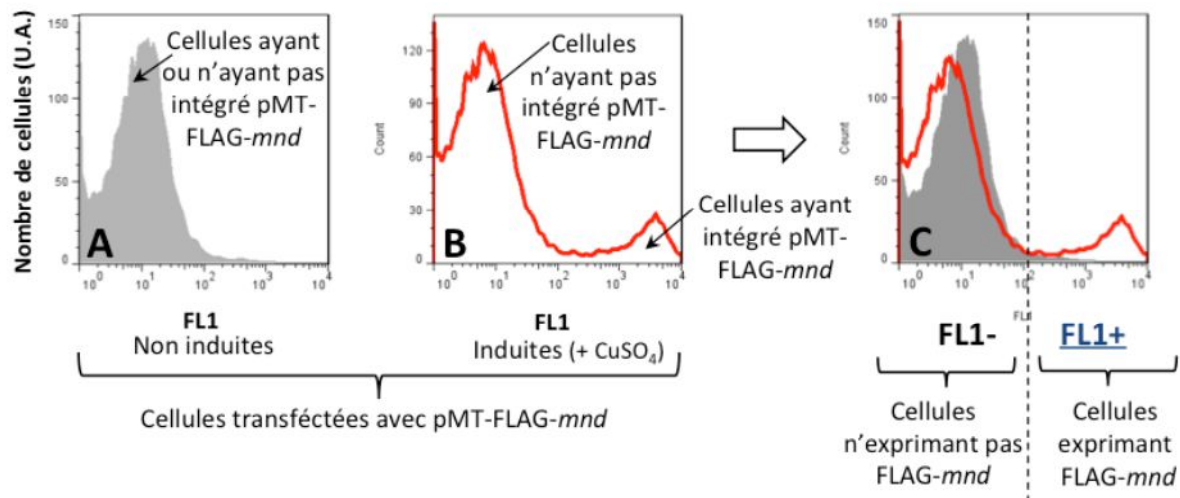 Nombre de cellules (U.A.)
150
100
50
0
10⁰ 10¹ 10² 10³ 10⁴
Cellules ayant
ou n'ayant pas
intégré pMT-
FLAG-mnd
A
FL1
Non induites
Count
120
90
60
30
0
10⁰ 10¹ 10² 10³ 10⁴
Cellules
n'ayant pas
intégré pMT-
FLAG-mnd
Cellules ayant
intégré pMT-
FLAG-mnd
B
FL1
Induites (+ CuSO₄)
Cellules transféctées avec pMT-FLAG-mnd
Count
150
100
50
0
10⁰ 10¹ 10² 10³ 10⁴
C
FL1- FL1+
Cellules
n'exprimant pas
FLAG-mnd
Cellules
exprimant
FLAG-mnd